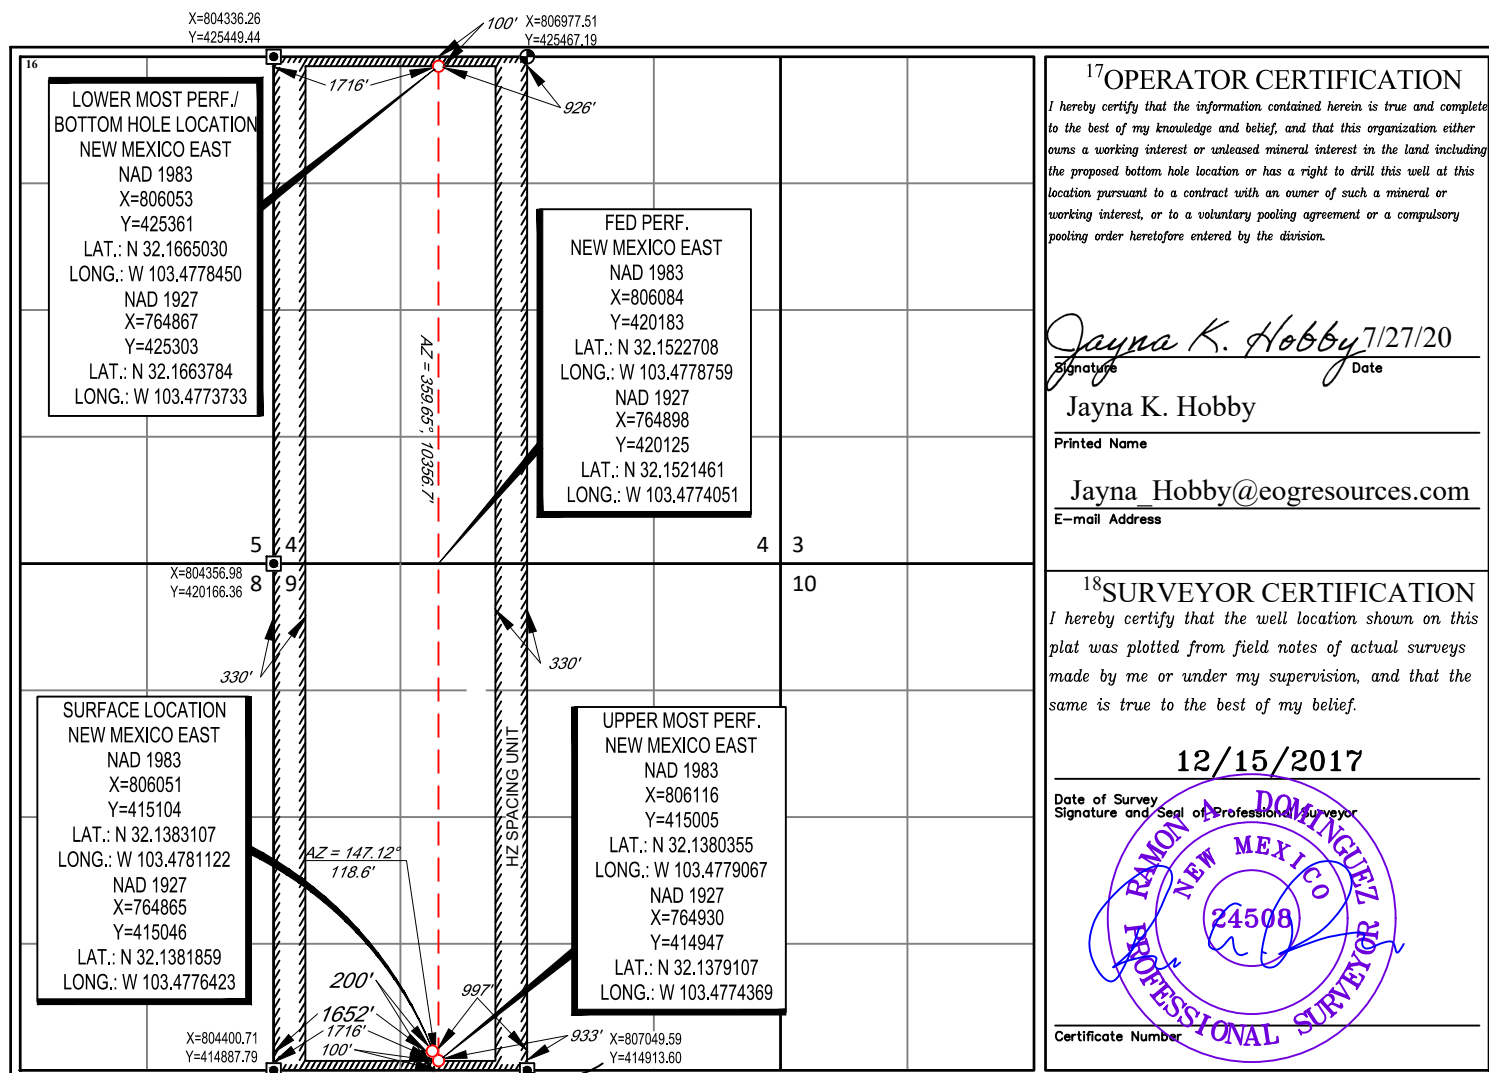 X=804336.26
Y=425449.44
100'
X=806977.51
Y=425467.19
16
1716'
926'
LOWER MOST PERF./
BOTTOM HOLE LOCATION
NEW MEXICO EAST
NAD 1983
X=806053
Y=425361
LAT.: N 32.1665030
LONG.: W 103.4778450
NAD 1927
X=764867
Y=425303
LAT.: N 32.1663784
LONG.: W 103.4773733
FED PERF.
NEW MEXICO EAST
NAD 1983
X=806084
Y=420183
LAT.: N 32.1522708
LONG.: W 103.4778759
NAD 1927
X=764898
Y=420125
LAT.: N 32.1521461
LONG.: W 103.4774051
AZ = 359.65°, 10356.7'
5 4
4 3
X=804356.98
Y=420166.36
8 9
10
330'
330'
SURFACE LOCATION
NEW MEXICO EAST
NAD 1983
X=806051
Y=415104
LAT.: N 32.1383107
LONG.: W 103.4781122
NAD 1927
X=764865
Y=415046
LAT.: N 32.1381859
LONG.: W 103.4776423
UPPER MOST PERF.
NEW MEXICO EAST
NAD 1983
X=806116
Y=415005
LAT.: N 32.1380355
LONG.: W 103.4779067
NAD 1927
X=764930
Y=414947
LAT.: N 32.1379107
LONG.: W 103.4774369
HZ SPACING UNIT
AZ = 147.12°
118.6'
200'
997'
1652'
1716'
100'
933'
X=804400.71
Y=414887.79
X=807049.59
Y=414913.60
17OPERATOR CERTIFICATION
I hereby certify that the information contained herein is true and complete
to the best of my knowledge and belief, and that this organization either
owns a working interest or unleased mineral interest in the land including
the proposed bottom hole location or has a right to drill this well at this
location pursuant to a contract with an owner of such a mineral or
working interest, or to a voluntary pooling agreement or a compulsory
pooling order heretofore entered by the division.
Jayna K. Hobby 7/27/20
Signature Date
Jayna K. Hobby
Printed Name
Jayna_Hobby@eogresources.com
E-mail Address
18SURVEYOR CERTIFICATION
I hereby certify that the well location shown on this
plat was plotted from field notes of actual surveys
made by me or under my supervision, and that the
same is true to the best of my belief.
12/15/2017
Date of Survey
Signature and Seal of Professional Surveyor
RAMON A. DOMINGUEZ
NEW MEXICO
24508
PROFESSIONAL SURVEYOR
Certificate Number